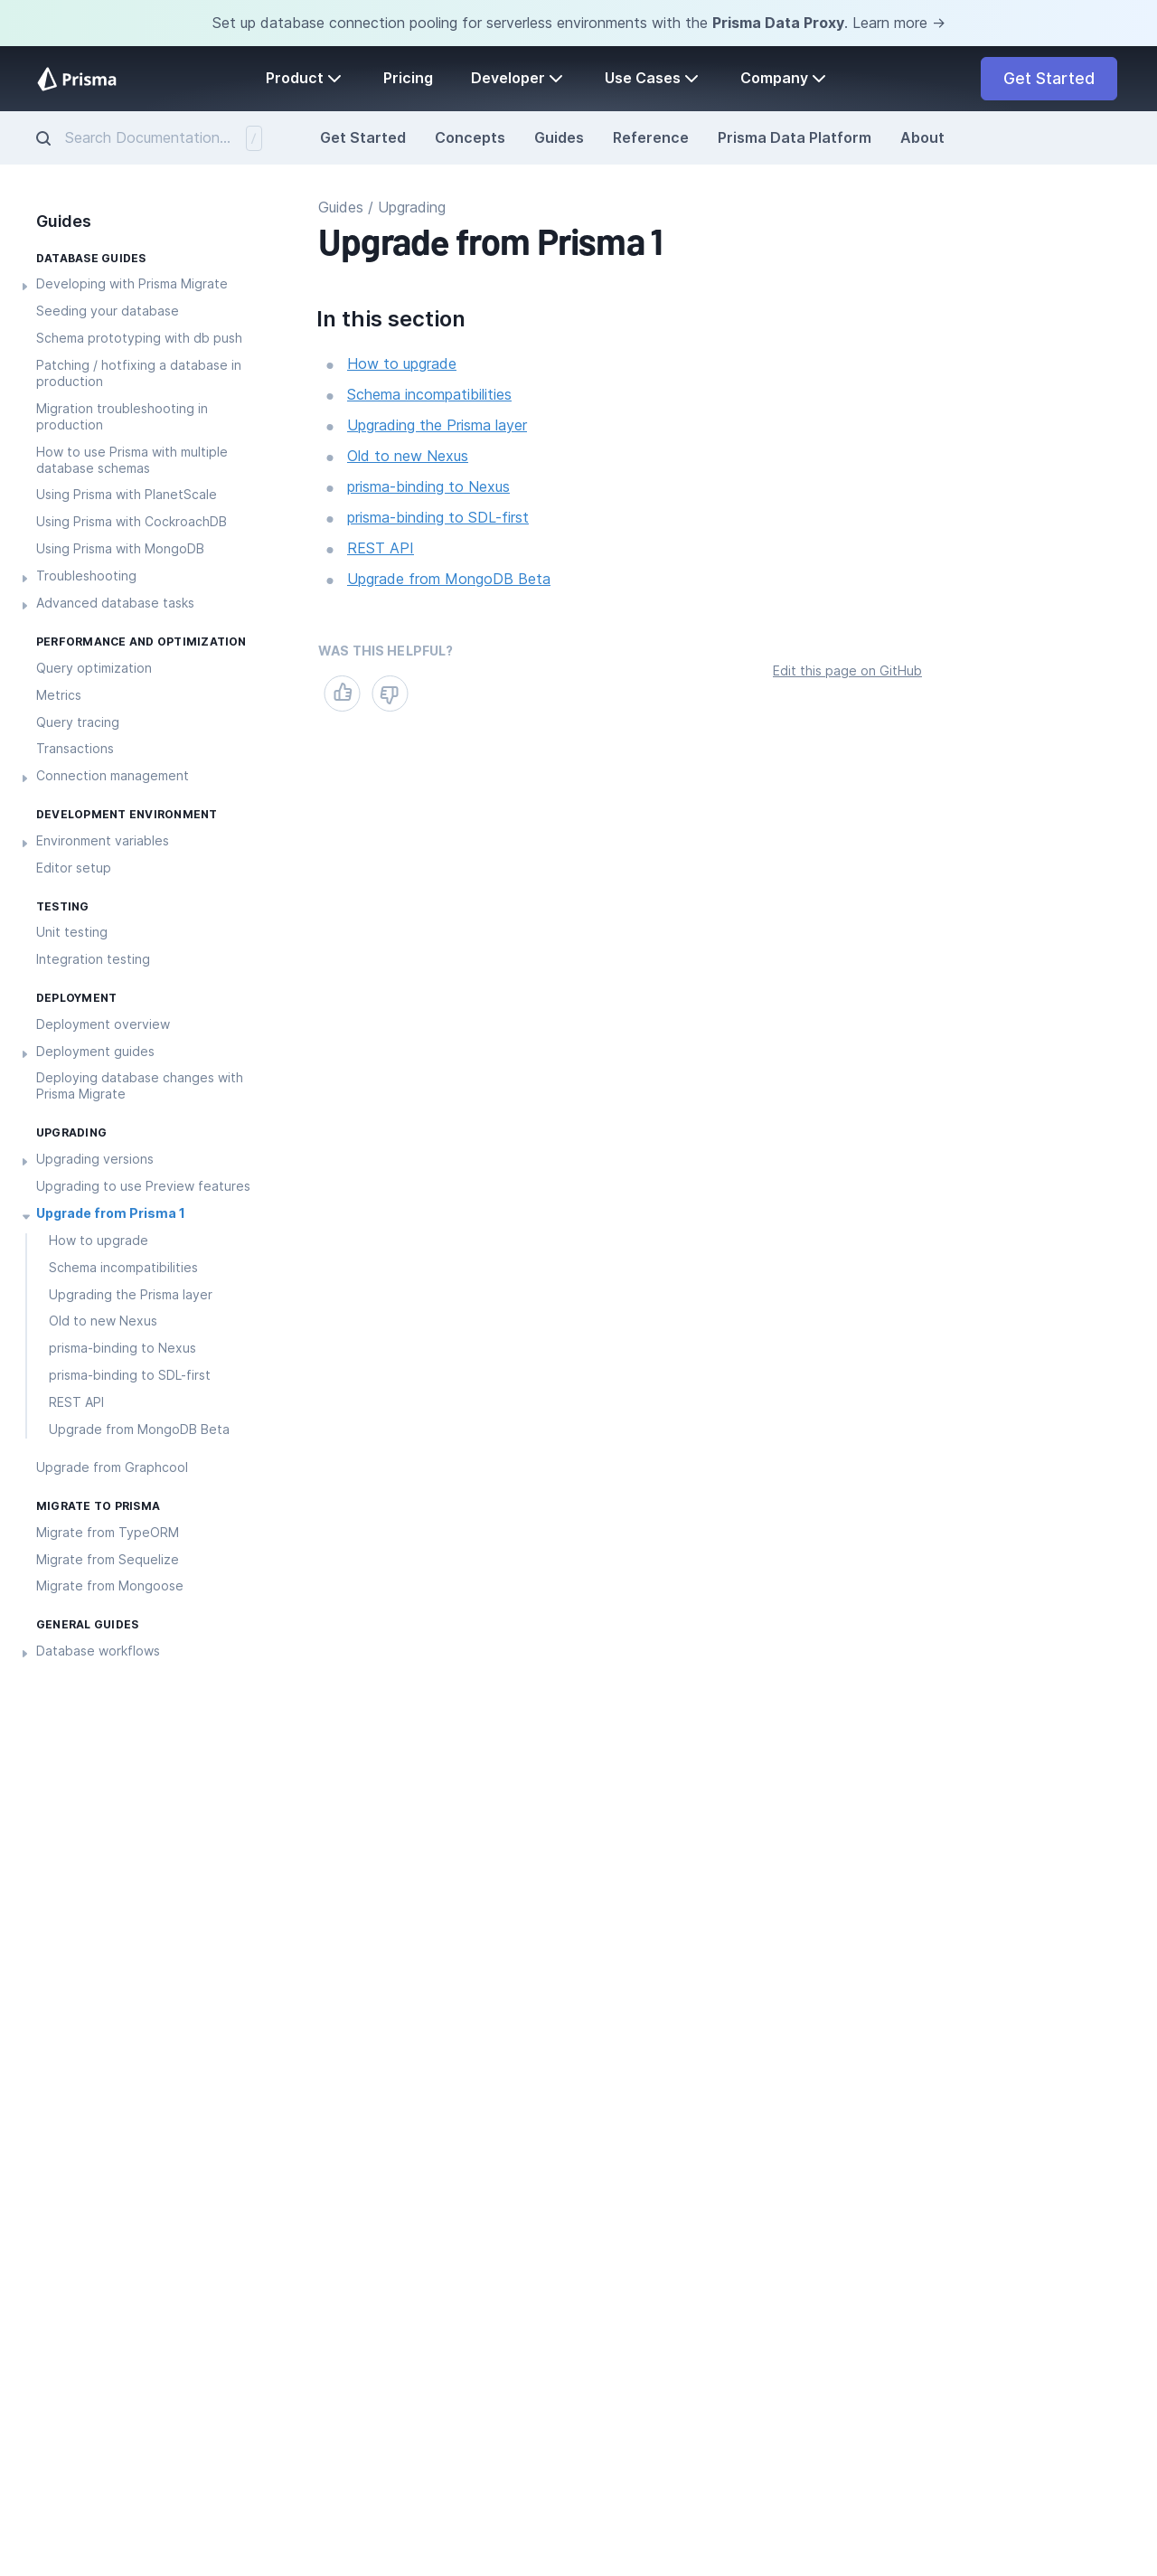 Set up database connection pooling for serverless environments with the Prisma Data Proxy. Learn more →
Prisma
Product
Pricing
Developer
Use Cases
Company
Get Started
Search Documentation...
/
Get Started
Concepts
Guides
Reference
Prisma Data Platform
About
Guides
DATABASE GUIDES
Developing with Prisma Migrate
Seeding your database
Schema prototyping with db push
Patching / hotfixing a database in
production
Migration troubleshooting in
production
How to use Prisma with multiple
database schemas
Using Prisma with PlanetScale
Using Prisma with CockroachDB
Using Prisma with MongoDB
Troubleshooting
Advanced database tasks
PERFORMANCE AND OPTIMIZATION
Query optimization
Metrics
Query tracing
Transactions
Connection management
DEVELOPMENT ENVIRONMENT
Environment variables
Editor setup
TESTING
Unit testing
Integration testing
DEPLOYMENT
Deployment overview
Deployment guides
Deploying database changes with
Prisma Migrate
UPGRADING
Upgrading versions
Upgrading to use Preview features
Upgrade from Prisma 1
How to upgrade
Schema incompatibilities
Upgrading the Prisma layer
Old to new Nexus
prisma-binding to Nexus
prisma-binding to SDL-first
REST API
Upgrade from MongoDB Beta
Upgrade from Graphcool
MIGRATE TO PRISMA
Migrate from TypeORM
Migrate from Sequelize
Migrate from Mongoose
GENERAL GUIDES
Database workflows
Guides / Upgrading
Upgrade from Prisma 1
In this section
How to upgrade
Schema incompatibilities
Upgrading the Prisma layer
Old to new Nexus
prisma-binding to Nexus
prisma-binding to SDL-first
REST API
Upgrade from MongoDB Beta
WAS THIS HELPFUL?
Edit this page on GitHub